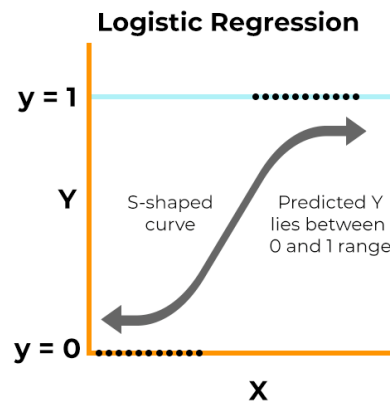 Logistic Regression
y = 1
Y
S-shaped
curve
Predicted Y
lies between
0 and 1 range
y = 0
X